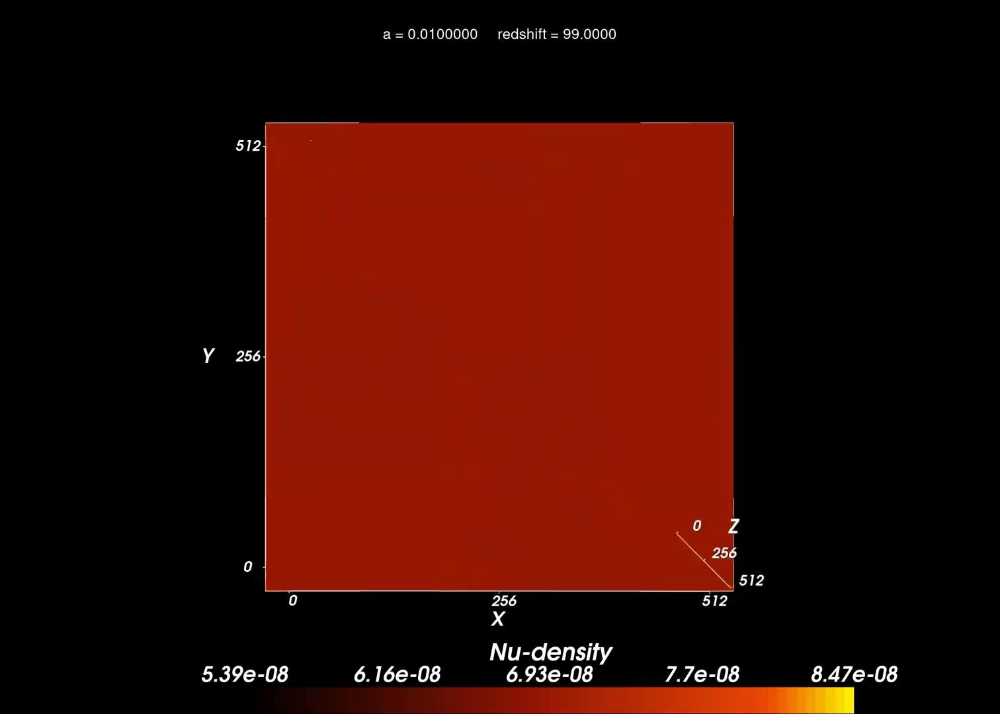 a = 0.0100000 redshift = 99.0000
512
Y 256
0
0 Z
256
512
0 256 512
X
Nu-density
5.39e-08 6.16e-08 6.93e-08 7.7e-08 8.47e-08